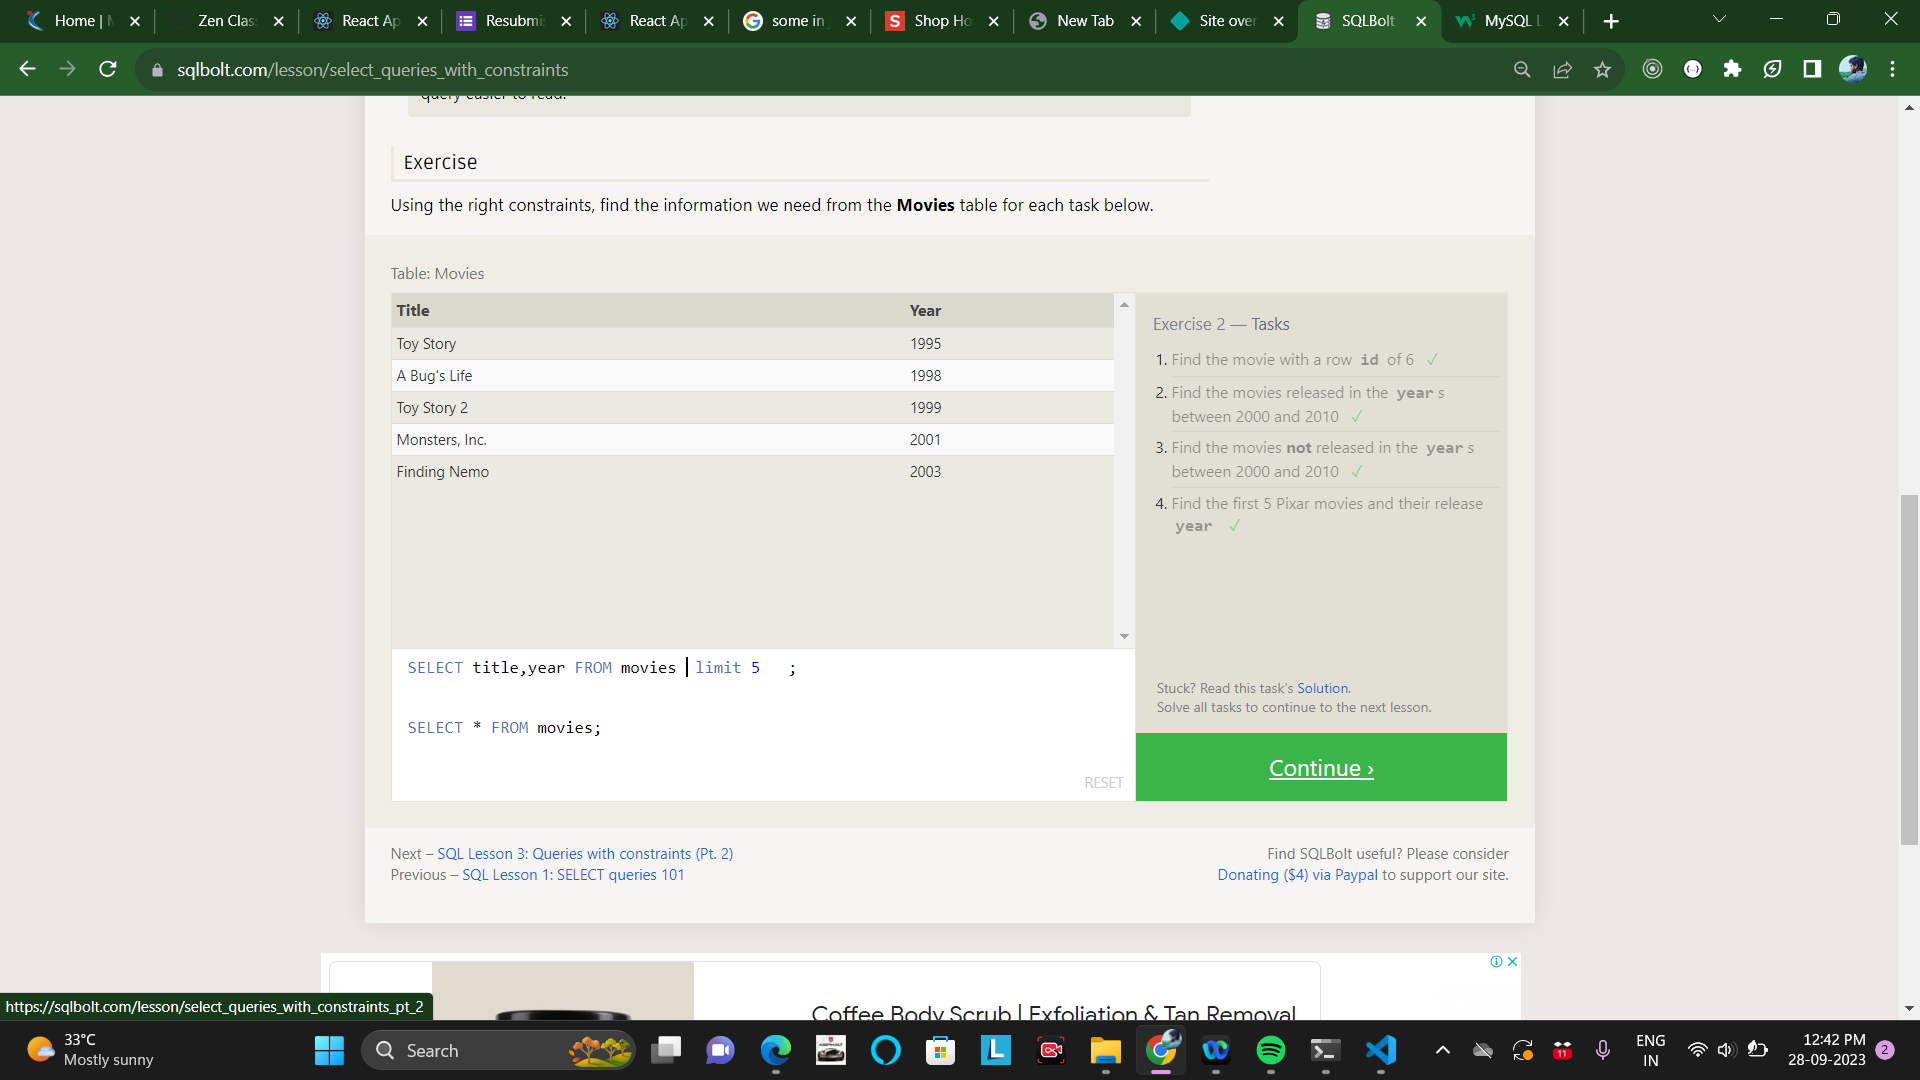 Home | M
Zen Clas
React Ap
Resubmi
React Ap
some in j
Shop Ho
New Tab
Site over
SQLBolt
MySQL L
sqlbolt.com/lesson/select_queries_with_constraints
query easier to read.
Exercise
Using the right constraints, find the information we need from the Movies table for each task below.
Table: Movies
Title Year
Toy Story 1995
A Bug's Life 1998
Toy Story 2 1999
Monsters, Inc. 2001
Finding Nemo 2003
Exercise 2 — Tasks
1. Find the movie with a row id of 6 ✓
2. Find the movies released in the year s
between 2000 and 2010 ✓
3. Find the movies not released in the year s
between 2000 and 2010 ✓
4. Find the first 5 Pixar movies and their release
year ✓
SELECT title,year FROM movies limit 5 ;
SELECT * FROM movies;
RESET
Stuck? Read this task's Solution.
Solve all tasks to continue to the next lesson.
Continue ›
Next – SQL Lesson 3: Queries with constraints (Pt. 2)
Previous – SQL Lesson 1: SELECT queries 101
Find SQLBolt useful? Please consider
Donating ($4) via Paypal to support our site.
Coffee Body Scrub | Exfoliation & Tan Removal
https://sqlbolt.com/lesson/select_queries_with_constraints_pt_2
33°C
Mostly sunny
Search
11
ENG
IN
12:42 PM
28-09-2023
2